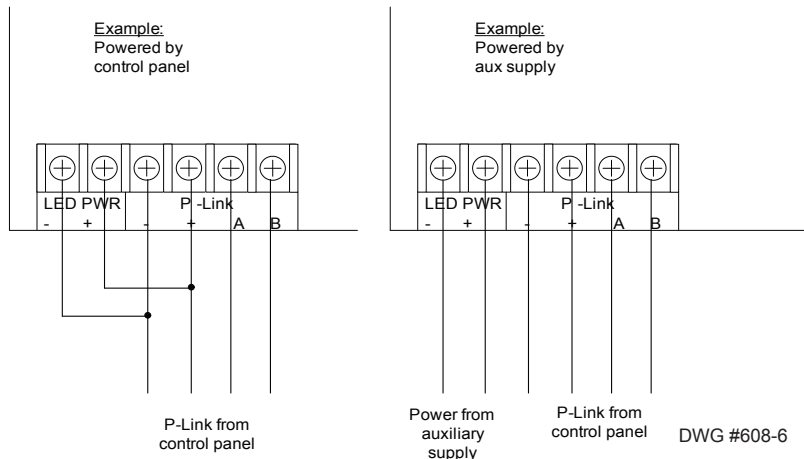 Example:
Powered by
control panel
LED PWR P -Link
- + - + A B
P-Link from
control panel
Example:
Powered by
aux supply
LED PWR P -Link
- + - + A B
Power from
auxiliary
supply
P-Link from
control panel
DWG #608-6